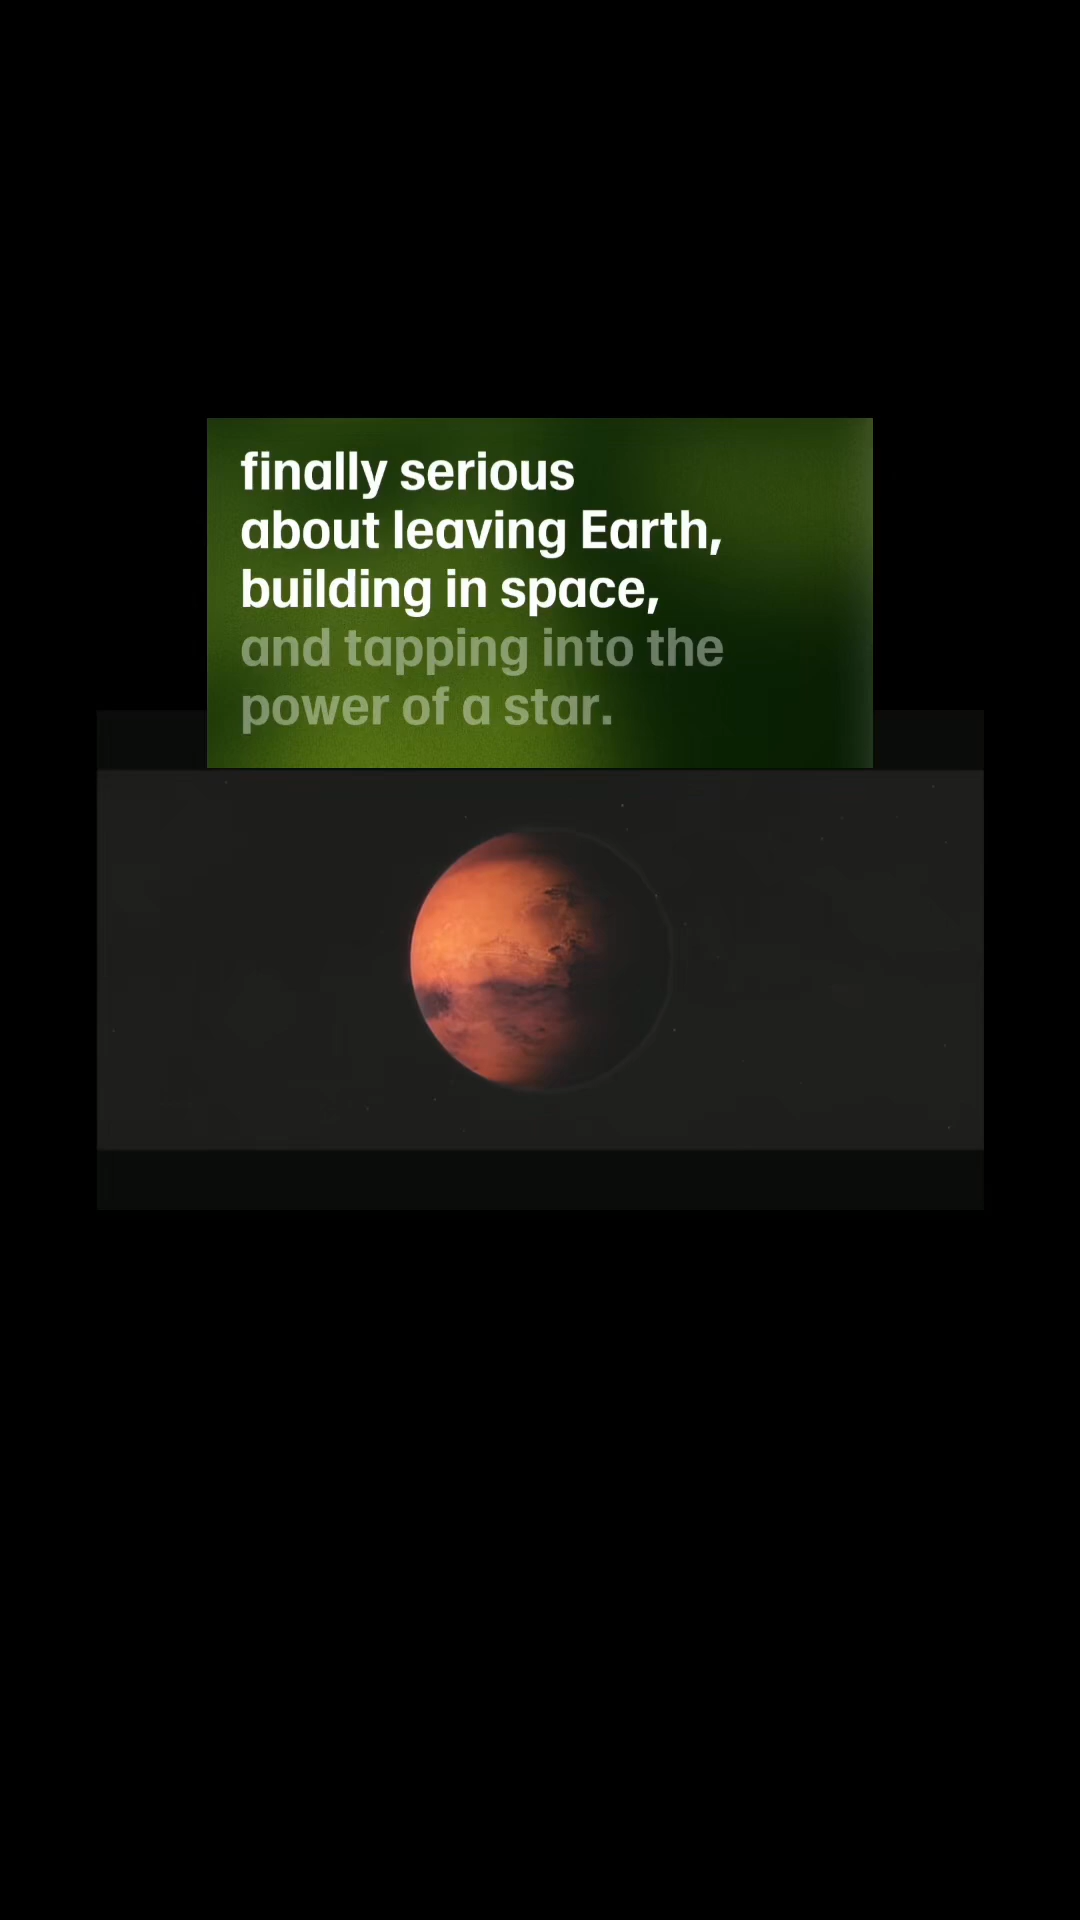 finally serious
about leaving Earth,
building in space,
and tapping into the
power of a star.